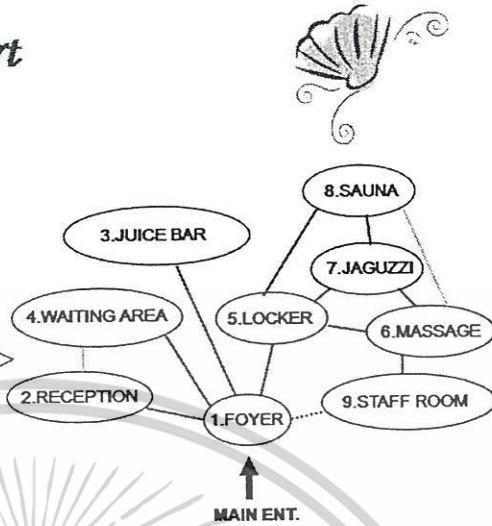 rt
8.SAUNA
3.JUICE BAR
7.JAGUZZI
4.WAITING AREA
5.LOCKER
6.MASSAGE
2.RECEPTION
1.FOYER
9.STAFF ROOM
MAIN ENT.